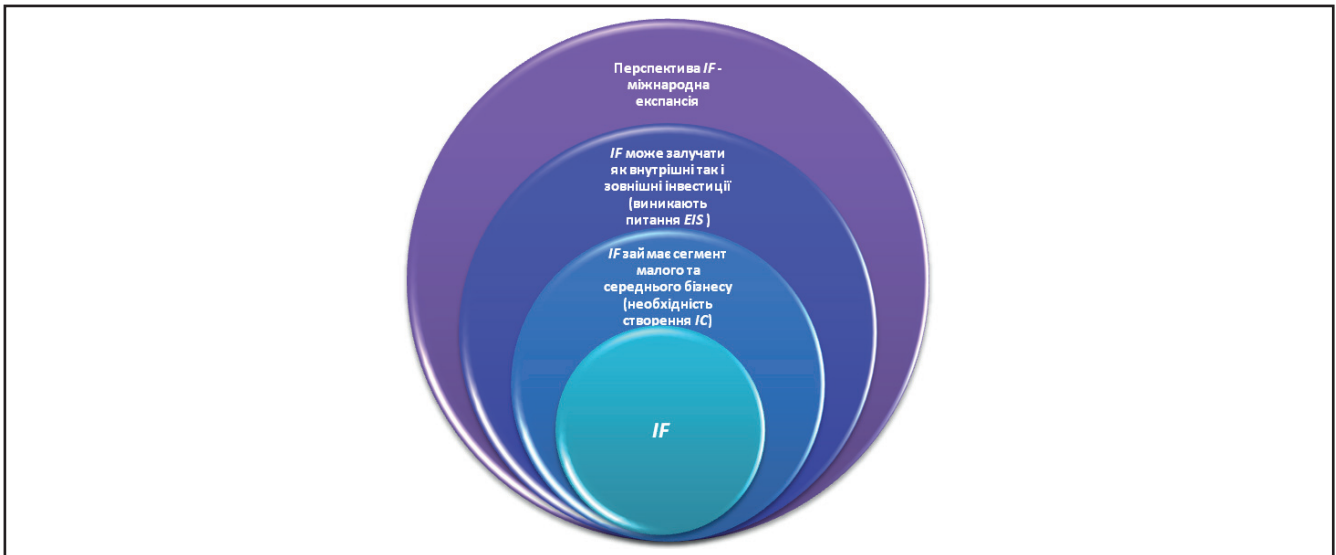 Перспектива IF -
міжнародна
експансія
IF може залучати
як внутрішні так і
зовнішні інвестиції
(виникають
питання EIS )
IF займає сегмент
малого та
середнього бізнесу
(необхідність
створення IC)
IF